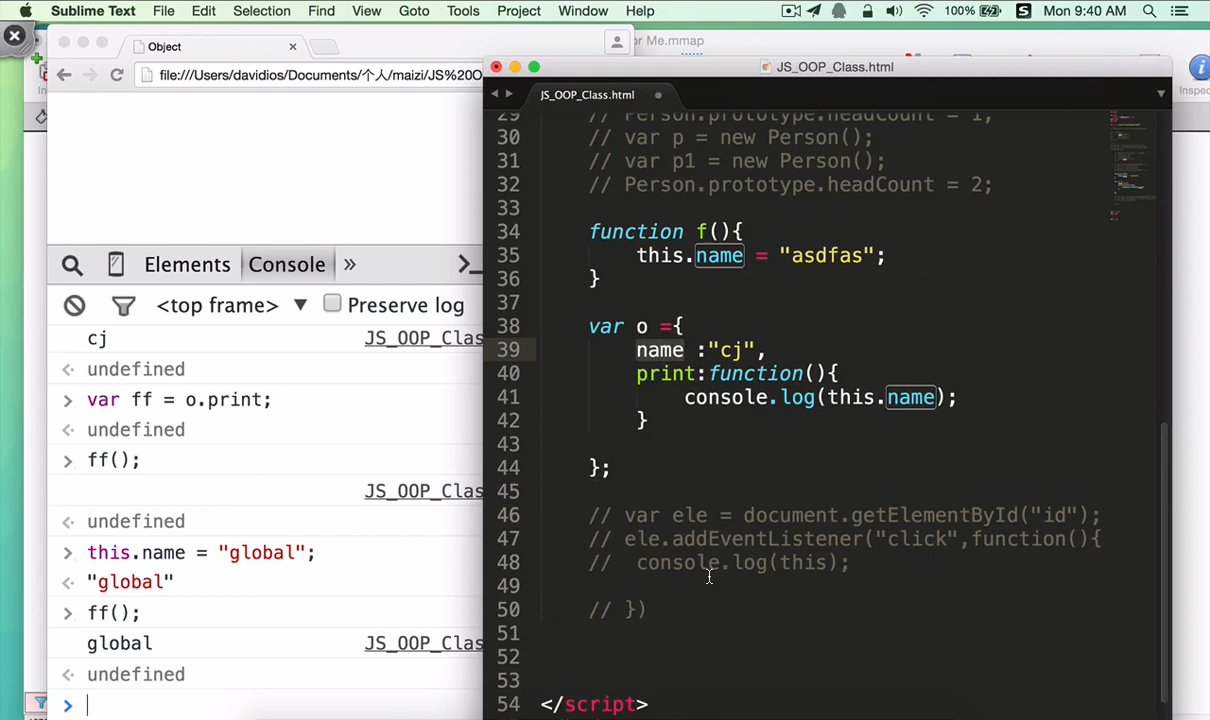 Sublime Text File Edit Selection Find View Goto Tools Project Window Help 100% S Mon 9:40 AM
Object
or Me.mmap
file:///Users/davidios/Documents/个人/maizi/JS%20O
Inspec
Elements Console »
<top frame> ▼ Preserve log
cj JS_OOP_Clas
undefined
> var ff = o.print;
undefined
> ff();
JS_OOP_Clas
undefined
> this.name = "global";
"global"
> ff();
global JS_OOP_Clas
undefined
>
JS_OOP_Class.html
JS_OOP_Class.html
29 // Person.prototype.headCount = 1;
30 // var p = new Person();
31 // var p1 = new Person();
32 // Person.prototype.headCount = 2;
33
34 function f(){
35 this.name = "asdfas";
36 }
37
38 var o ={
39 name :"cj",
40 print:function(){
41 console.log(this.name);
42 }
43
44 };
45
46 // var ele = document.getElementById("id");
47 // ele.addEventListener("click",function(){
48 // console.log(this);
49
50 // })
51
52
53
54 </script>